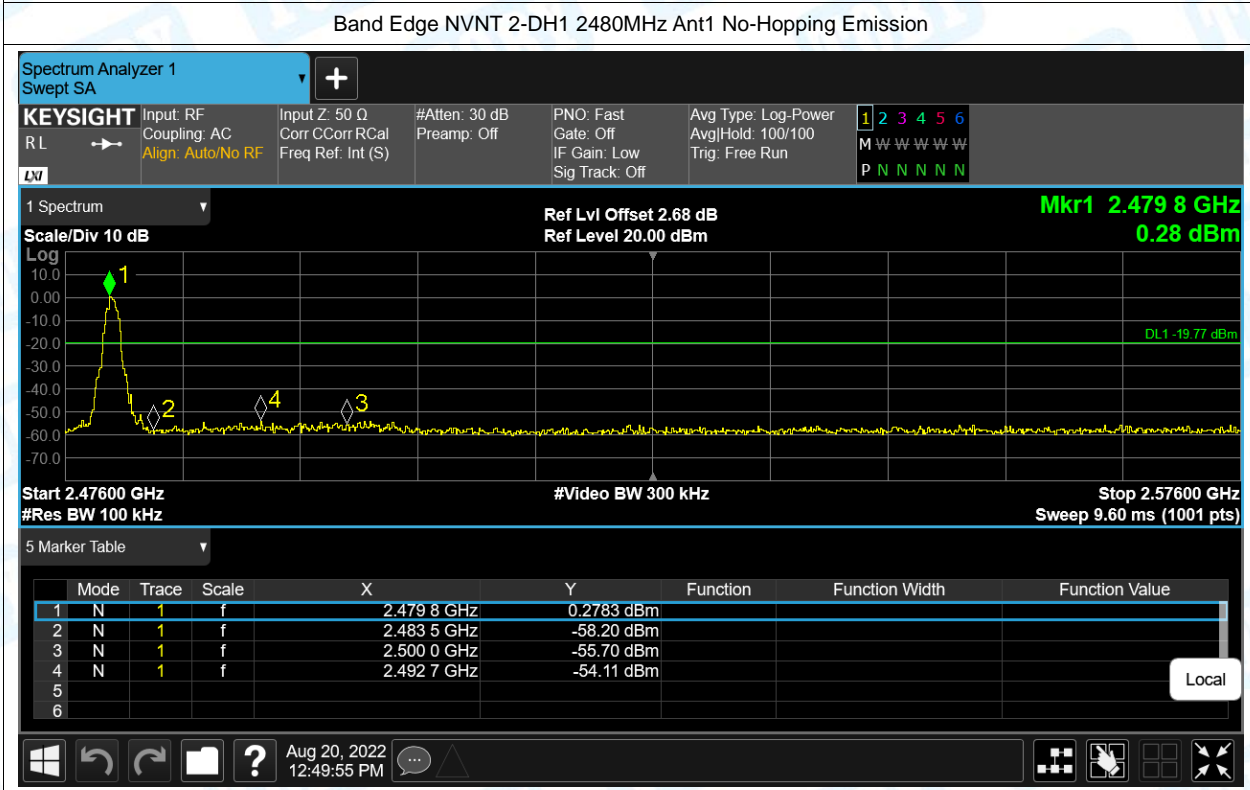 Band Edge NVNT 2-DH1 2480MHz Ant1 No-Hopping Emission
Spectrum Analyzer 1
Swept SA
KEYSIGHT
RL
LXI
Input: RF
Coupling: AC
Align: Auto/No RF
Input Z: 50 Ω
Corr CCorr RCal
Freq Ref: Int (S)
#Atten: 30 dB
Preamp: Off
PNO: Fast
Gate: Off
IF Gain: Low
Sig Track: Off
Avg Type: Log-Power
Avg|Hold: 100/100
Trig: Free Run
1 2 3 4 5 6
M W W W W W
P N N N N N
1 Spectrum
Scale/Div 10 dB
Ref Lvl Offset 2.68 dB
Ref Level 20.00 dBm
Mkr1 2.479 8 GHz
0.28 dBm
Log
10.0
0.00
-10.0
-20.0
-30.0
-40.0
-50.0
-60.0
-70.0
1
2
4
3
DL1 -19.77 dBm
Start 2.47600 GHz
#Res BW 100 kHz
#Video BW 300 kHz
Stop 2.57600 GHz
Sweep 9.60 ms (1001 pts)
5 Marker Table
Mode Trace Scale X Y Function Function Width Function Value
1 N 1 f 2.479 8 GHz 0.2783 dBm
2 N 1 f 2.483 5 GHz -58.20 dBm
3 N 1 f 2.500 0 GHz -55.70 dBm
4 N 1 f 2.492 7 GHz -54.11 dBm
5
6
Local
?
Aug 20, 2022
12:49:55 PM